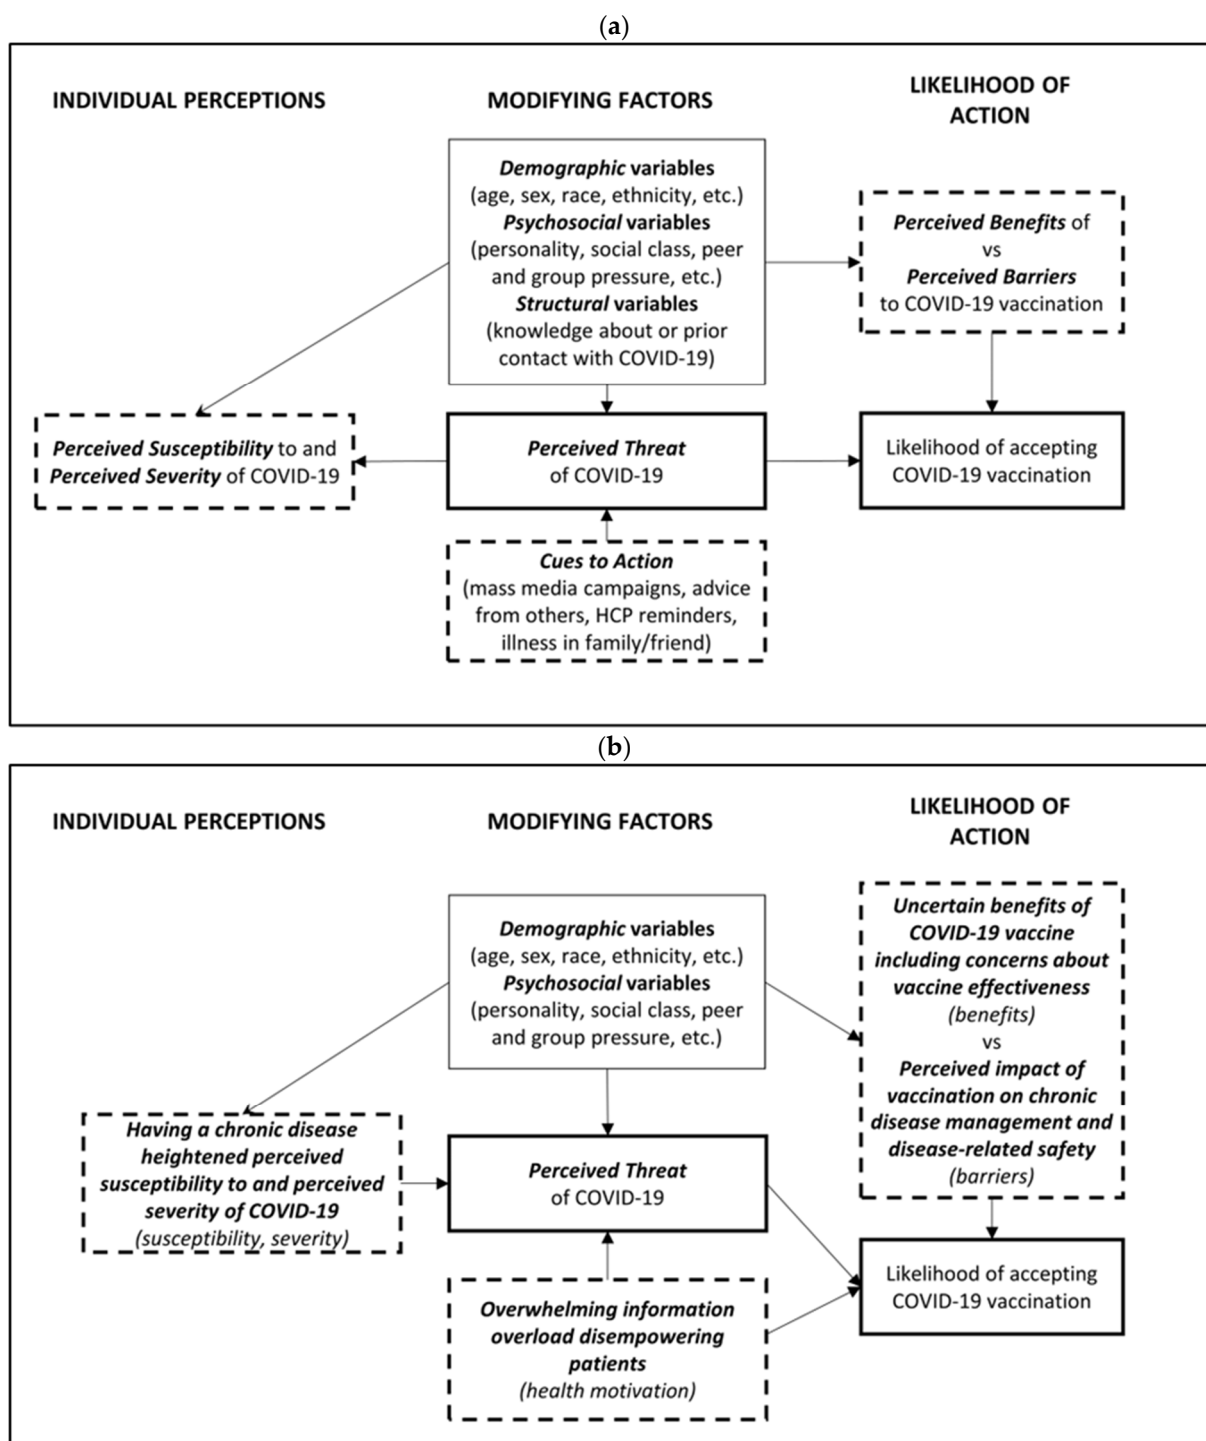 (a)
INDIVIDUAL PERCEPTIONS
MODIFYING FACTORS
LIKELIHOOD OF
ACTION
Demographic variables
(age, sex, race, ethnicity, etc.)
Psychosocial variables
(personality, social class, peer
and group pressure, etc.)
Structural variables
(knowledge about or prior
contact with COVID-19)
Perceived Benefits of
vs
Perceived Barriers
to COVID-19 vaccination
Perceived Susceptibility to and
Perceived Severity of COVID-19
Perceived Threat
of COVID-19
Likelihood of accepting
COVID-19 vaccination
Cues to Action
(mass media campaigns, advice
from others, HCP reminders,
illness in family/friend)
(b)
INDIVIDUAL PERCEPTIONS
MODIFYING FACTORS
LIKELIHOOD OF
ACTION
Demographic variables
(age, sex, race, ethnicity, etc.)
Psychosocial variables
(personality, social class, peer
and group pressure, etc.)
Uncertain benefits of
COVID-19 vaccine
including concerns about
vaccine effectiveness
(benefits)
vs
Perceived impact of
vaccination on chronic
disease management and
disease-related safety
(barriers)
Having a chronic disease
heightened perceived
susceptibility to and perceived
severity of COVID-19
(susceptibility, severity)
Perceived Threat
of COVID-19
Likelihood of accepting
COVID-19 vaccination
Overwhelming information
overload disempowering
patients
(health motivation)